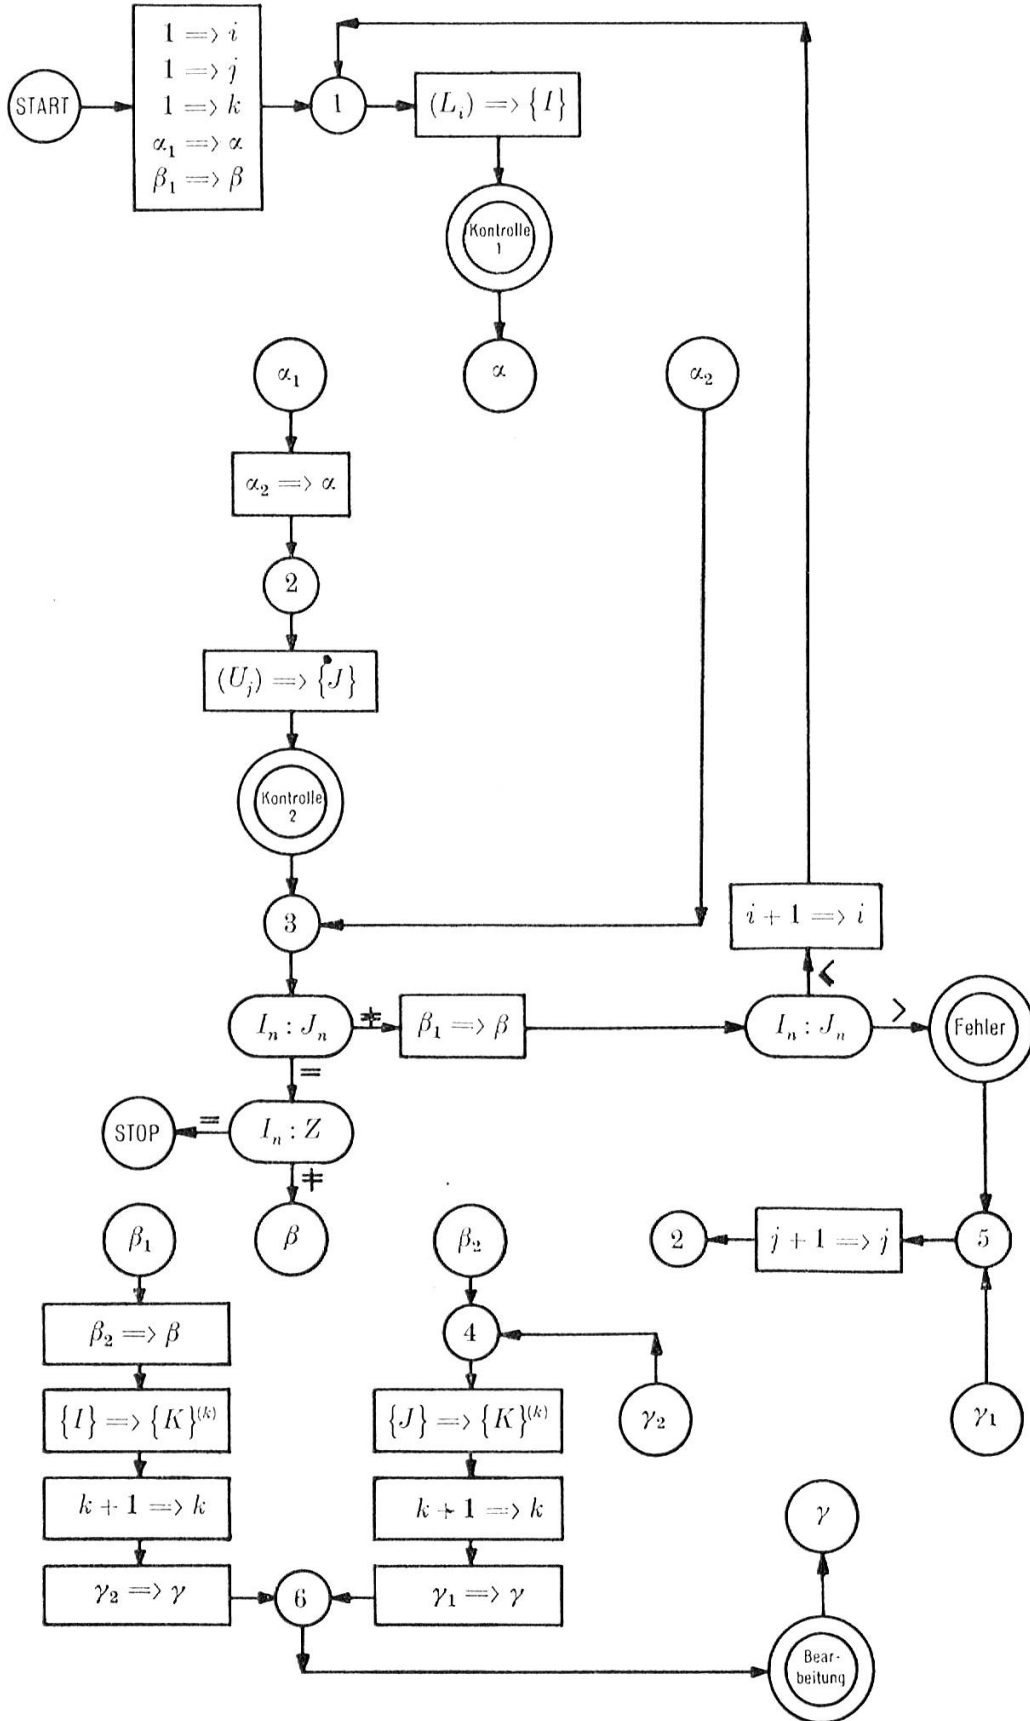 START
1 => i
1 => j
1 => k
α₁ => α
β₁ => β
1
(Lᵢ) => {I}
Kontrolle
1
α₁
α
α₂
α₂ => α
2
(Uⱼ) => {J}
Kontrolle
2
3
i + 1 => i
<
Iₙ : Jₙ
≠
β₁ => β
Iₙ : Jₙ
>
Fehler
=
STOP
=
Iₙ : Z
≠
β₁
β
β₂
2
j + 1 => j
5
β₂ => β
4
{I} => {K}⁽ᵏ⁾
{J} => {K}⁽ᵏ⁾
γ₂
γ₁
k + 1 => k
k + 1 => k
γ
γ₂ => γ
6
γ₁ => γ
Bear-
beitung